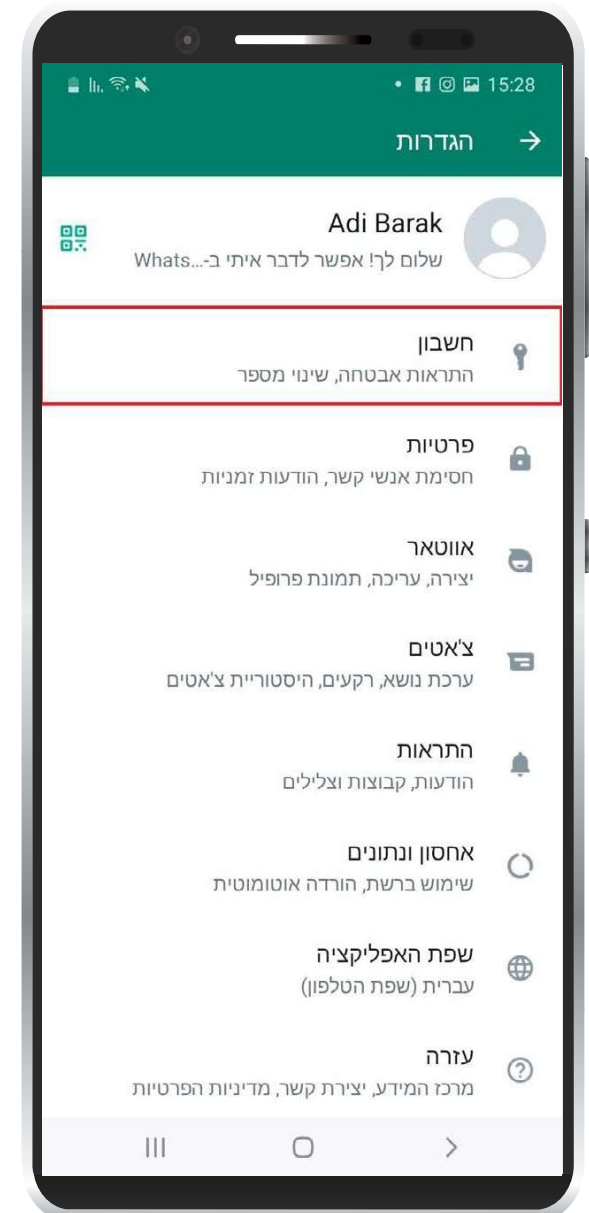 15:28
הגדרות
Adi Barak
שלום לך! אפשר לדבר איתי ב-...Whats
חשבון
התראות אבטחה, שינוי מספר
פרטיות
חסימת אנשי קשר, הודעות זמניות
אווטאר
יצירה, עריכה, תמונת פרופיל
צ'אטים
ערכת נושא, רקעים, היסטוריית צ'אטים
התראות
הודעות, קבוצות וצלילים
אחסון ונתונים
שימוש ברשת, הורדה אוטומטית
שפת האפליקציה
עברית (שפת הטלפון)
עזרה
מרכז המידע, יצירת קשר, מדיניות הפרטיות